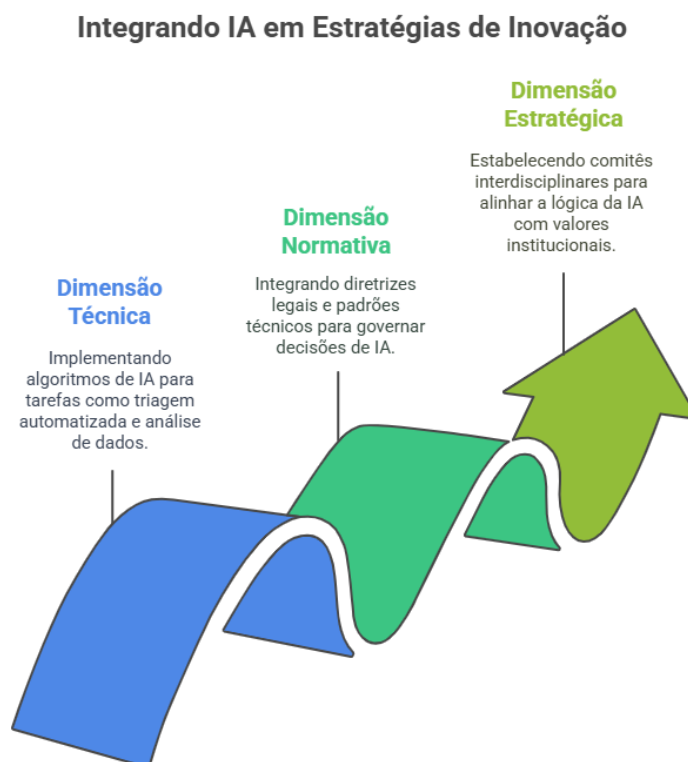 Integrando IA em Estratégias de Inovação
Dimensão
Técnica
Implementando
algoritmos de IA para
tarefas como triagem
automatizada e análise
de dados.
Dimensão
Normativa
Integrando diretrizes
legais e padrões
técnicos para governar
decisões de IA.
Dimensão
Estratégica
Estabelecendo comitês
interdisciplinares para
alinhar a lógica da IA
com valores
institucionais.